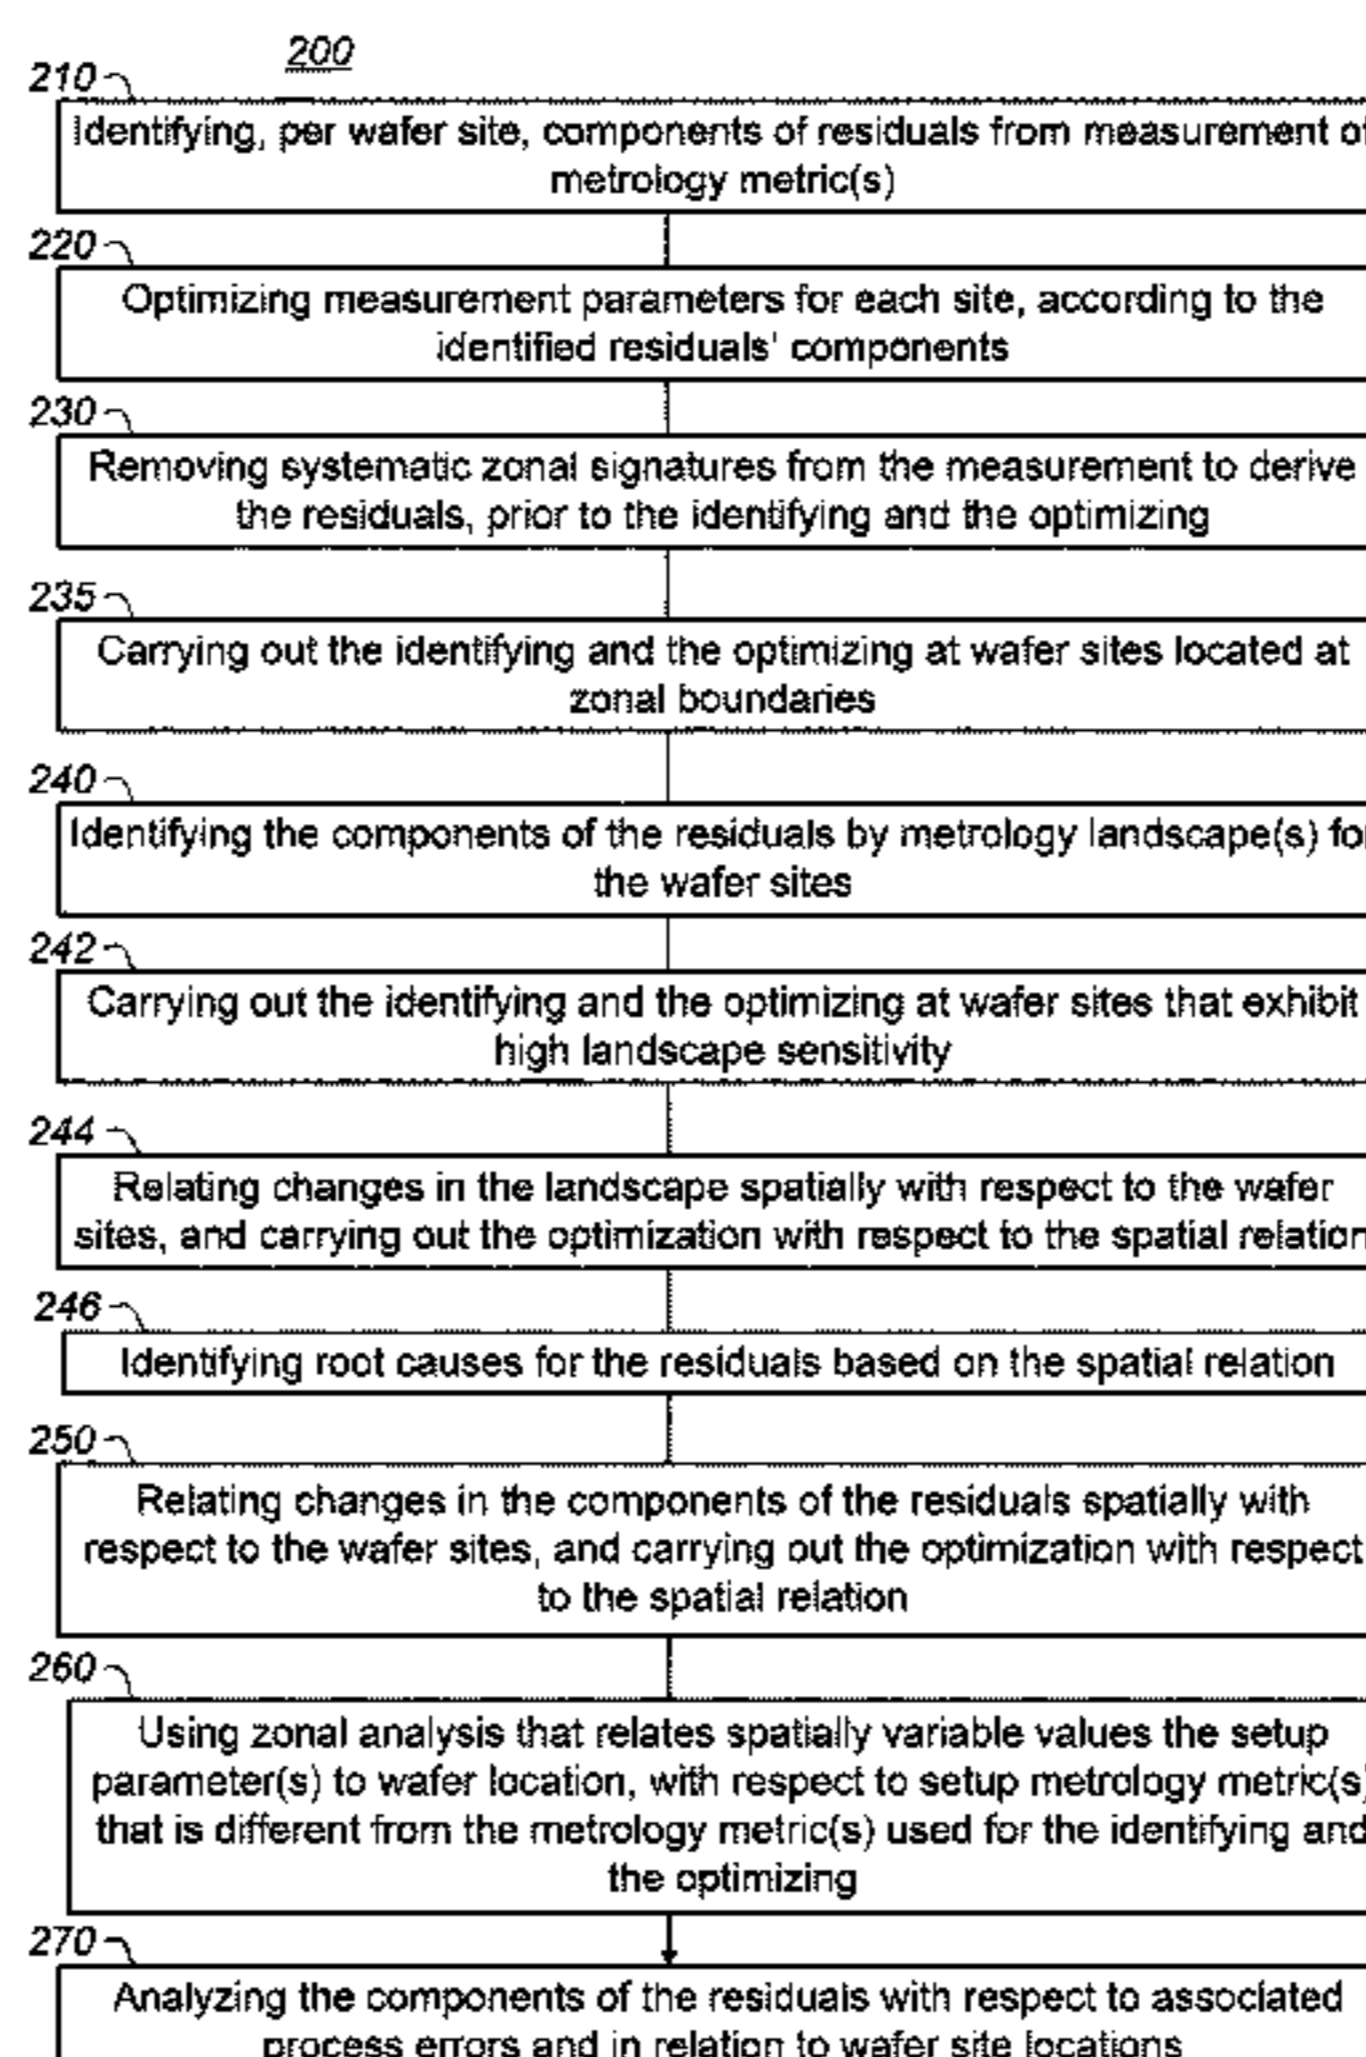 200
210
Identifying, per wafer site, components of residuals from measurement of
metrology metric(s)
220
Optimizing measurement parameters for each site, according to the
identified residuals' components
230
Removing systematic zonal signatures from the measurement to derive
the residuals, prior to the identifying and the optimizing
235
Carrying out the identifying and the optimizing at wafer sites located at
zonal boundaries
240
Identifying the components of the residuals by metrology landscape(s) for
the wafer sites
242
Carrying out the identifying and the optimizing at wafer sites that exhibit
high landscape sensitivity
244
Relating changes in the landscape spatially with respect to the wafer
sites, and carrying out the optimization with respect to the spatial relation
246
Identifying root causes for the residuals based on the spatial relation
250
Relating changes in the components of the residuals spatially with
respect to the wafer sites, and carrying out the optimization with respect
to the spatial relation
260
Using zonal analysis that relates spatially variable values the setup
parameter(s) to wafer location, with respect to setup metrology metric(s)
that is different from the metrology metric(s) used for the identifying and
the optimizing
270
Analyzing the components of the residuals with respect to associated
process errors and in relation to wafer site locations